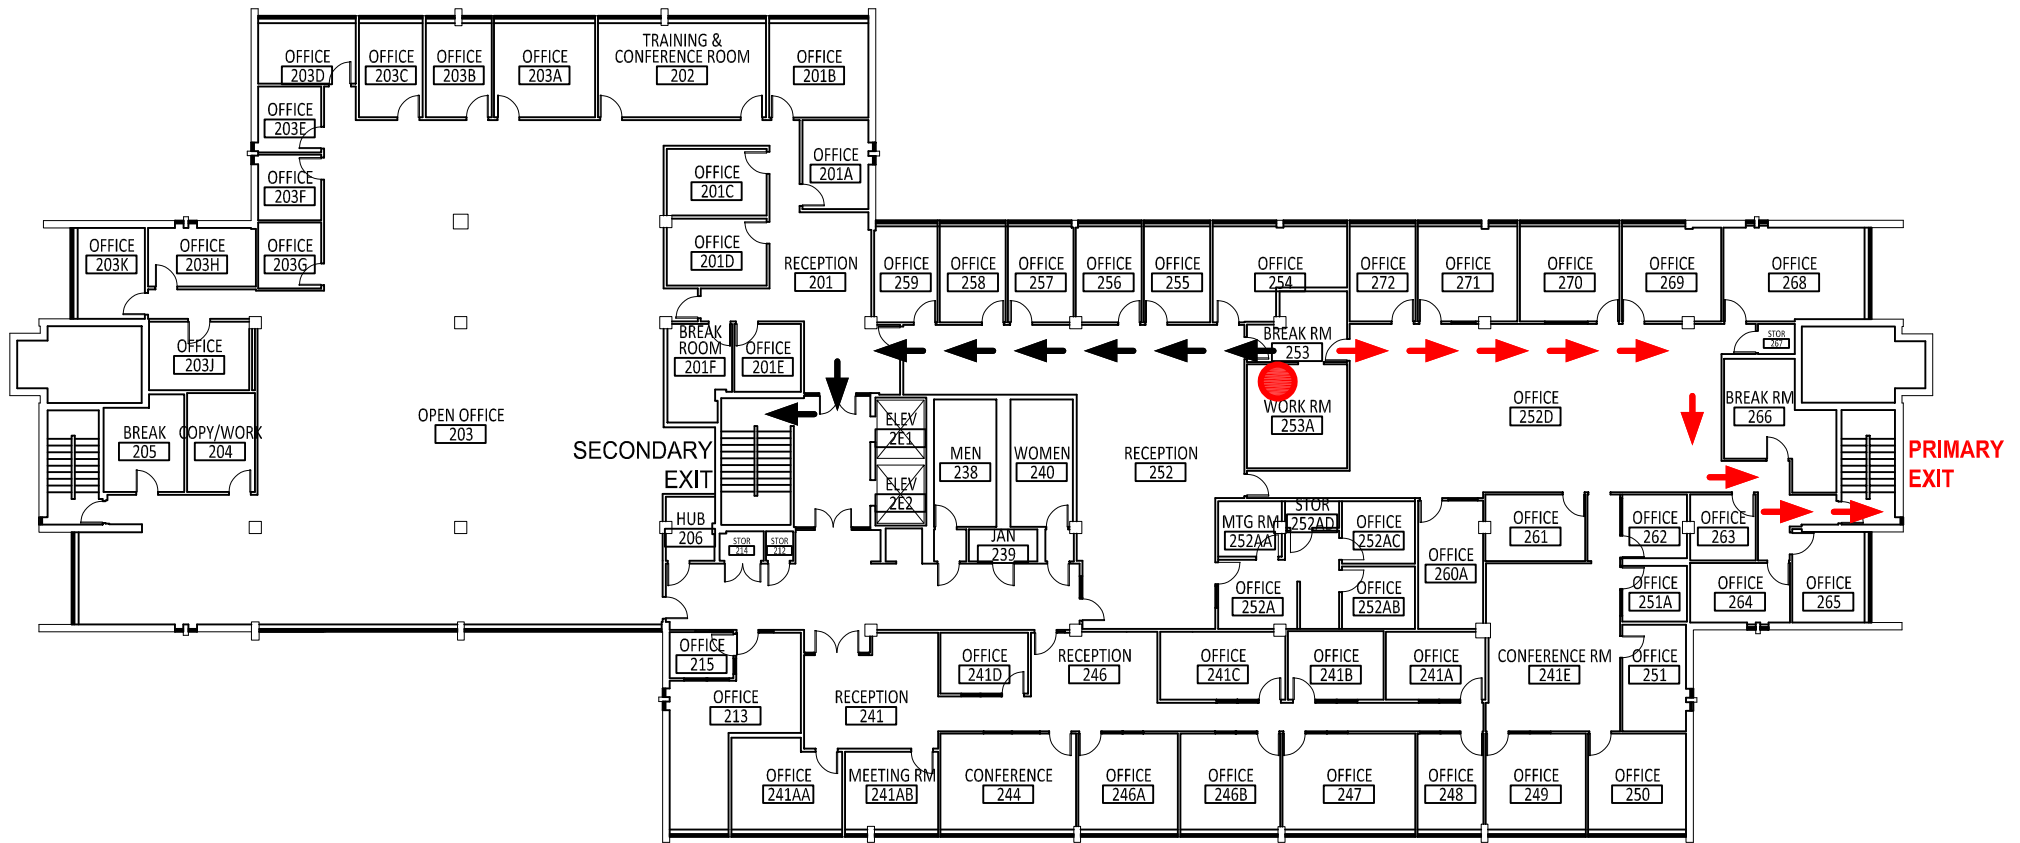 OFFICE
203D
OFFICE
203C
OFFICE
203B
OFFICE
203A
TRAINING &
CONFERENCE ROOM
202
OFFICE
201B
OFFICE
203E
OFFICE
203F
OFFICE
203G
OFFICE
203K
OFFICE
203H
OFFICE
203J
BREAK
205
COPY/WORK
204
OPEN OFFICE
203
OFFICE
201A
OFFICE
201C
OFFICE
201D
RECEPTION
201
BREAK
ROOM
201F
OFFICE
201E
OFFICE
259
OFFICE
258
OFFICE
257
OFFICE
256
OFFICE
255
OFFICE
254
OFFICE
272
OFFICE
271
OFFICE
270
OFFICE
269
OFFICE
268
BREAK RM
253
WORK RM
253A
STOR
267
BREAK RM
266
OFFICE
252D
PRIMARY
EXIT
SECONDARY
EXIT
ELEV
2E1
ELEV
2E2
MEN
238
WOMEN
240
RECEPTION
252
HUB
206
STOR
214
STOR
212
JAN
239
MTG RM
252AA
STOR
252AD
OFFICE
252AC
OFFICE
252A
OFFICE
252AB
OFFICE
260A
OFFICE
261
OFFICE
262
OFFICE
263
OFFICE
251A
OFFICE
264
OFFICE
265
OFFICE
215
OFFICE
213
RECEPTION
241
OFFICE
241D
RECEPTION
246
OFFICE
241C
OFFICE
241B
OFFICE
241A
CONFERENCE RM
241E
OFFICE
251
OFFICE
241AA
MEETING RM
241AB
CONFERENCE
244
OFFICE
246A
OFFICE
246B
OFFICE
247
OFFICE
248
OFFICE
249
OFFICE
250